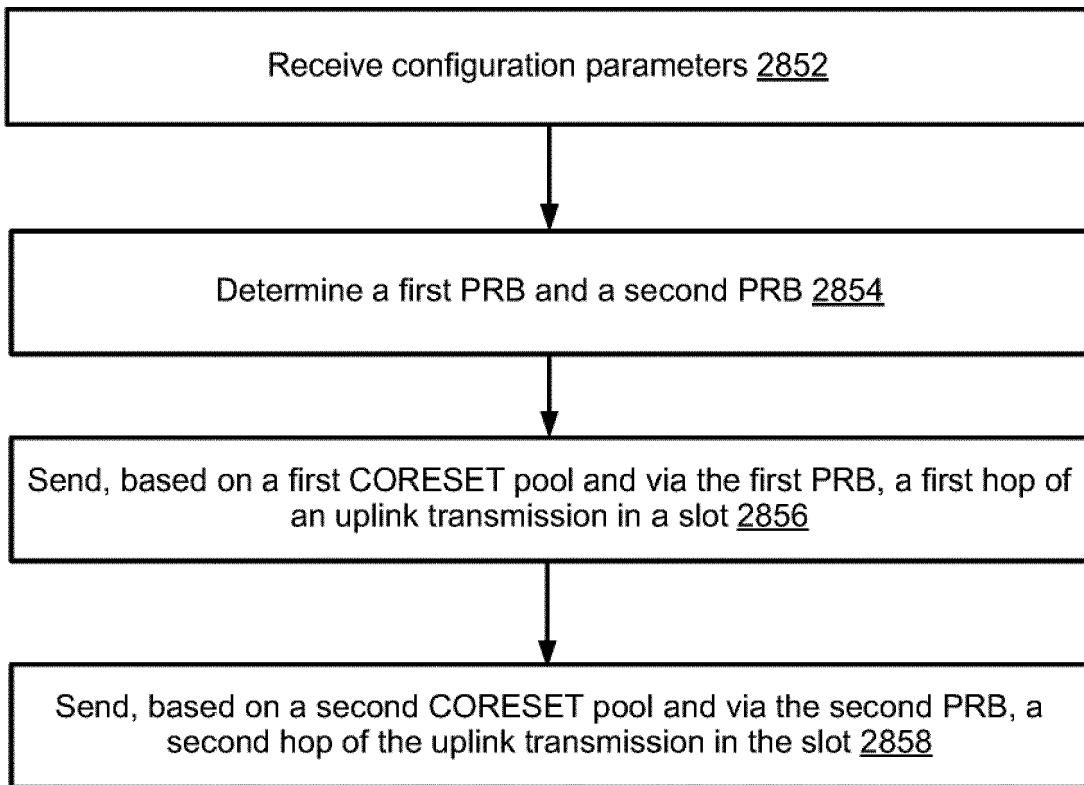 Receive configuration parameters 2852
Determine a first PRB and a second PRB 2854
Send, based on a first CORESET pool and via the first PRB, a first hop of
an uplink transmission in a slot 2856
Send, based on a second CORESET pool and via the second PRB, a
second hop of the uplink transmission in the slot 2858